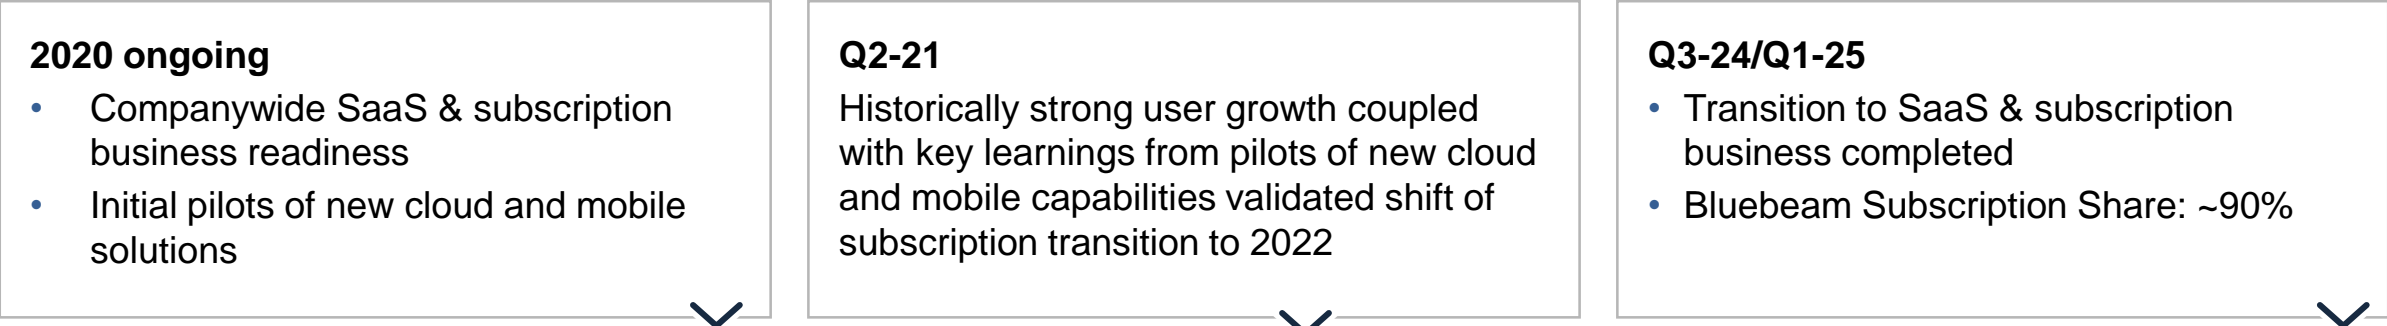 2020 ongoing
• Companywide SaaS & subscription
business readiness
• Initial pilots of new cloud and mobile
solutions
Q2-21
Historically strong user growth coupled
with key learnings from pilots of new cloud
and mobile capabilities validated shift of
subscription transition to 2022
Q3-24/Q1-25
• Transition to SaaS & subscription
business completed
• Bluebeam Subscription Share: ~90%